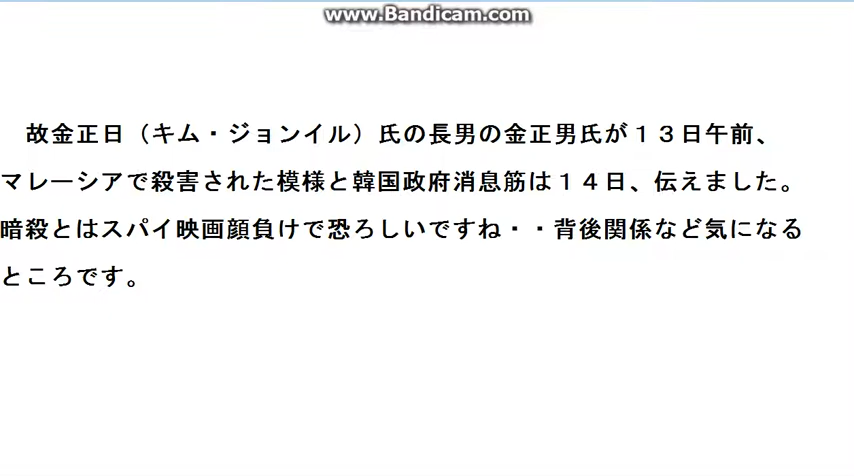 www.Bandicam.com
故金正日（キム・ジョンイル）氏の長男の金正男氏が１３日午前、
マレーシアで殺害された模様と韓国政府消息筋は１４日、伝えました。
暗殺とはスパイ映画顔負けで恐ろしいですね・・背後関係など気になる
ところです。